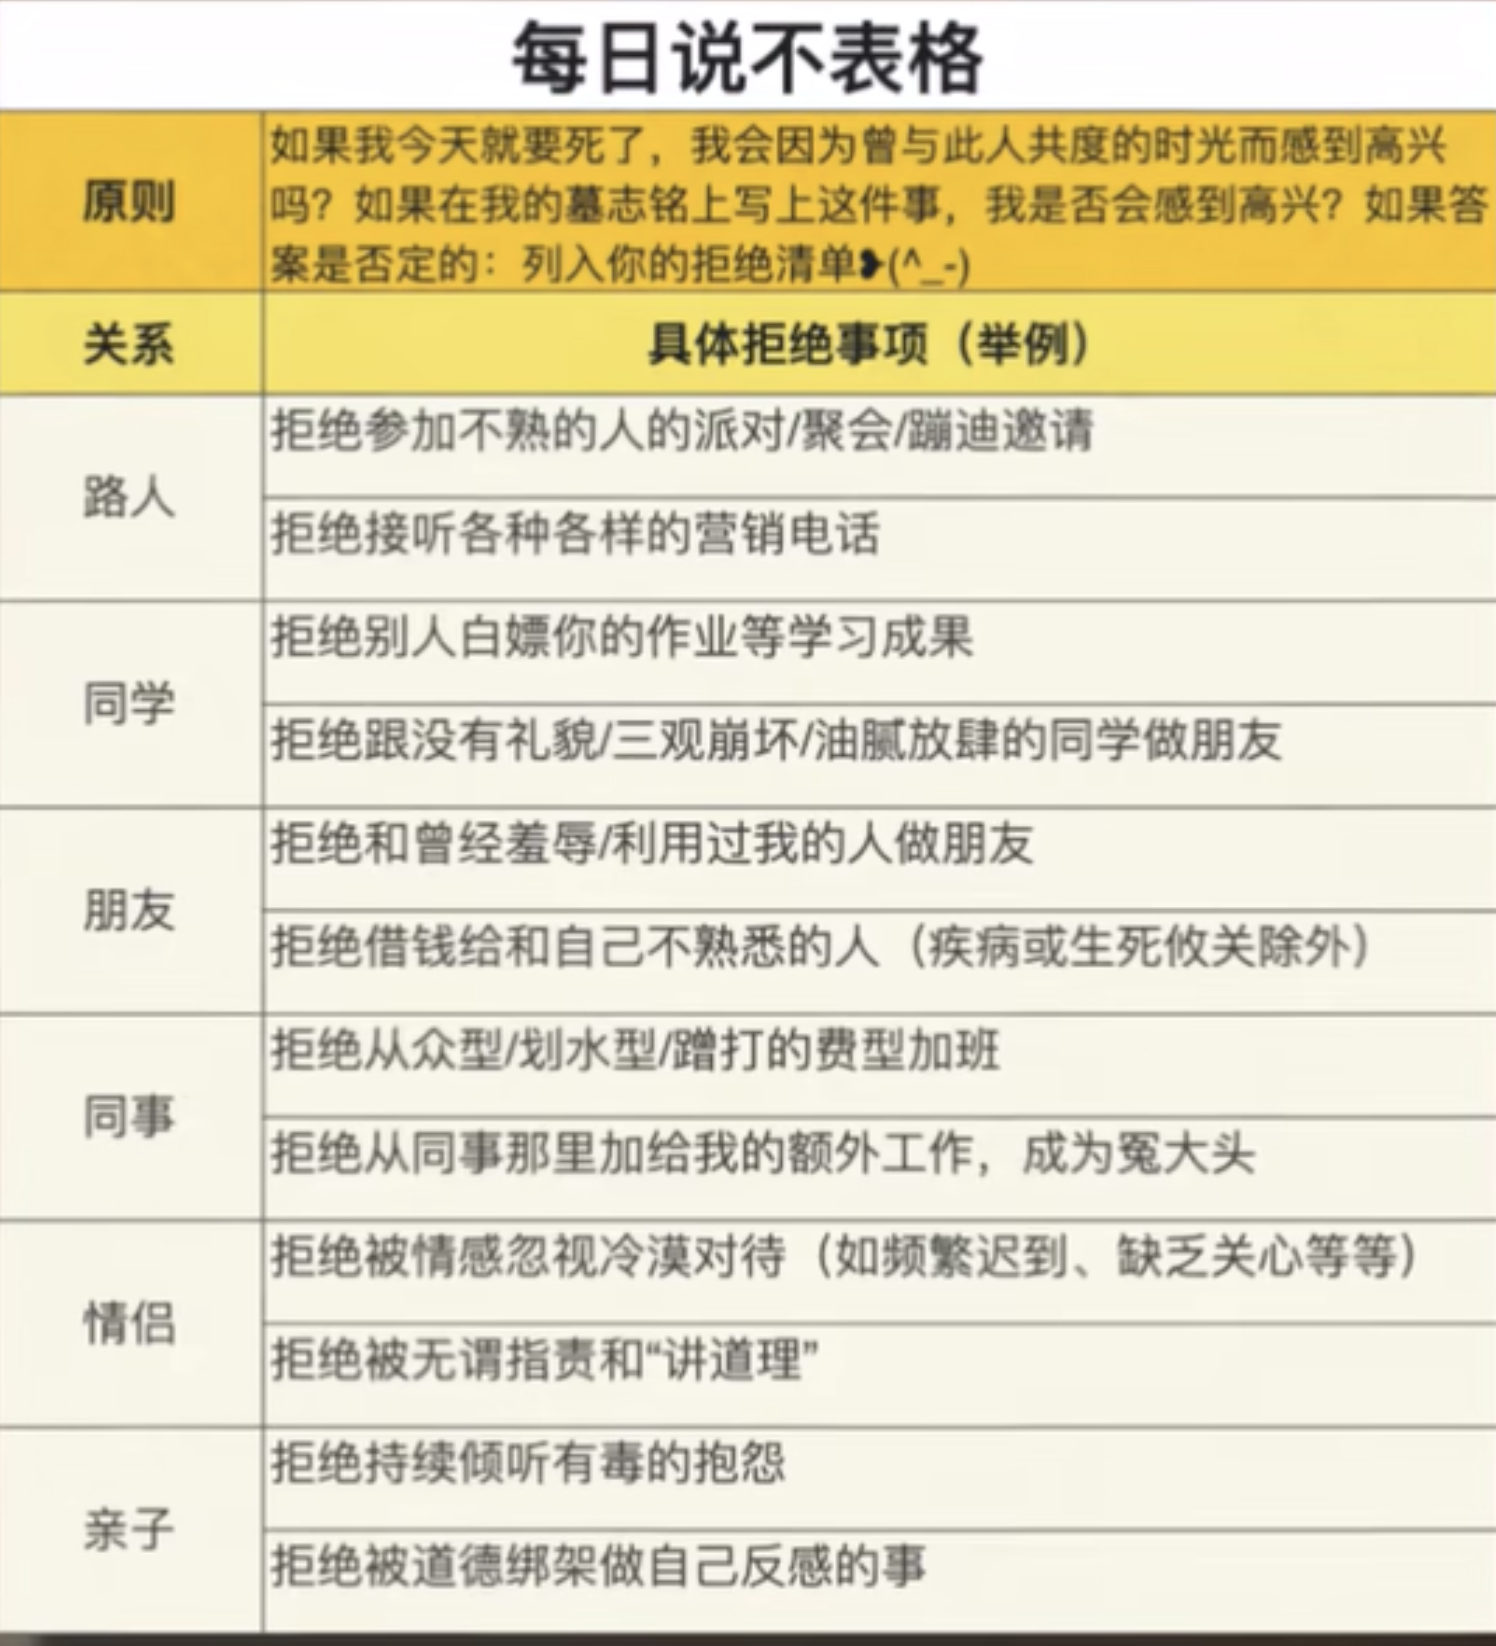 每日说不表格
原则
如果我今天就要死了，我会因为曾与此人共度的时光而感到高兴
吗？如果在我的墓志铭上写上这件事，我是否会感到高兴？如果答
案是否定的：列入你的拒绝清单❥(^_-)
关系
具体拒绝事项（举例）
路人
拒绝参加不熟的人的派对/聚会/蹦迪邀请
拒绝接听各种各样的营销电话
同学
拒绝别人白嫖你的作业等学习成果
拒绝跟没有礼貌/三观崩坏/油腻放肆的同学做朋友
朋友
拒绝和曾经羞辱/利用过我的人做朋友
拒绝借钱给和自己不熟悉的人（疾病或生死攸关除外）
同事
拒绝从众型/划水型/蹭打的费型加班
拒绝从同事那里加给我的额外工作，成为冤大头
情侣
拒绝被情感忽视冷漠对待（如频繁迟到、缺乏关心等等）
拒绝被无谓指责和“讲道理”
亲子
拒绝持续倾听有毒的抱怨
拒绝被道德绑架做自己反感的事